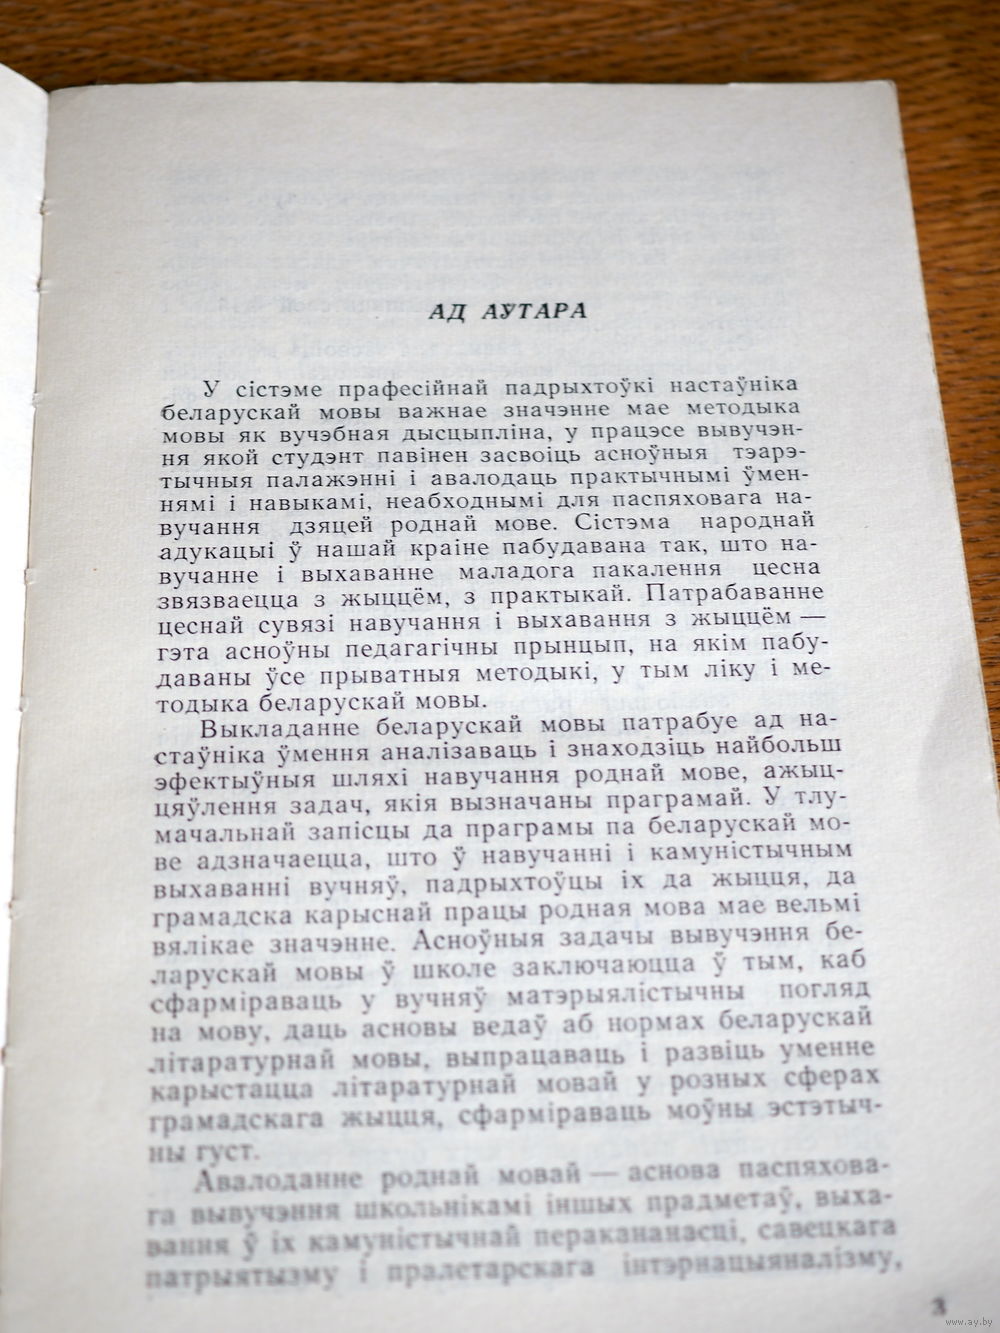 АД АЎТАРА
У сістэме прафесійнай падрыхтоўкі настаўніка
беларускай мовы важнае значэнне мае методыка
мовы як вучэбная дысцыпліна, у працэсе вывучэн-
ня якой студэнт павінен засвоіць асноўныя тэарэ-
тычныя палажэнні і авалодаць практычнымі ўмен-
нямі і навыкамі, неабходнымі для паспяховага на-
вучання дзяцей роднай мове. Сістэма народнай
адукацыі ў нашай краіне пабудавана так, што на-
вучанне і выхаванне маладога пакалення цесна
звязваецца з жыццём, з практыкай. Патрабаванне
цеснай сувязі навучання і выхавання з жыццём —
гэта асноўны педагагічны прынцып, на якім пабу-
даваны ўсе прыватныя методыкі, у тым ліку і ме-
тодыка беларускай мовы.
Выкладанне беларускай мовы патрабуе ад на-
стаўніка ўмення аналізаваць і знаходзіць найбольш
эфектыўныя шляхі навучання роднай мове, ажыц-
цяўлення задач, якія вызначаны праграмай. У тлу-
мачальнай запісцы да праграмы па беларускай мо-
ве адзначаецца, што ў навучанні і камуністычным
выхаванні вучняў, падрыхтоўцы іх да жыцця, да
грамадска карыснай працы родная мова мае вельмі
вялікае значэнне. Асноўныя задачы вывучэння бе-
ларускай мовы ў школе заключаюцца ў тым, каб
сфарміраваць у вучняў матэрыялістычны погляд
на мову, даць асновы ведаў аб нормах беларускай
літаратурнай мовы, выпрацаваць і развіць уменне
карыстацца літаратурнай мовай у розных сферах
грамадскага жыцця, сфарміраваць моўны эстэтыч-
ны густ.
Авалоданне роднай мовай — аснова паспяхова-
га вывучэння школьнікамі іншых прадметаў, выха-
вання ў іх камуністычнай перакананасці, савецкага
патрыятызму і пралетарскага інтэрнацыяналізму,
3
www.ay.by